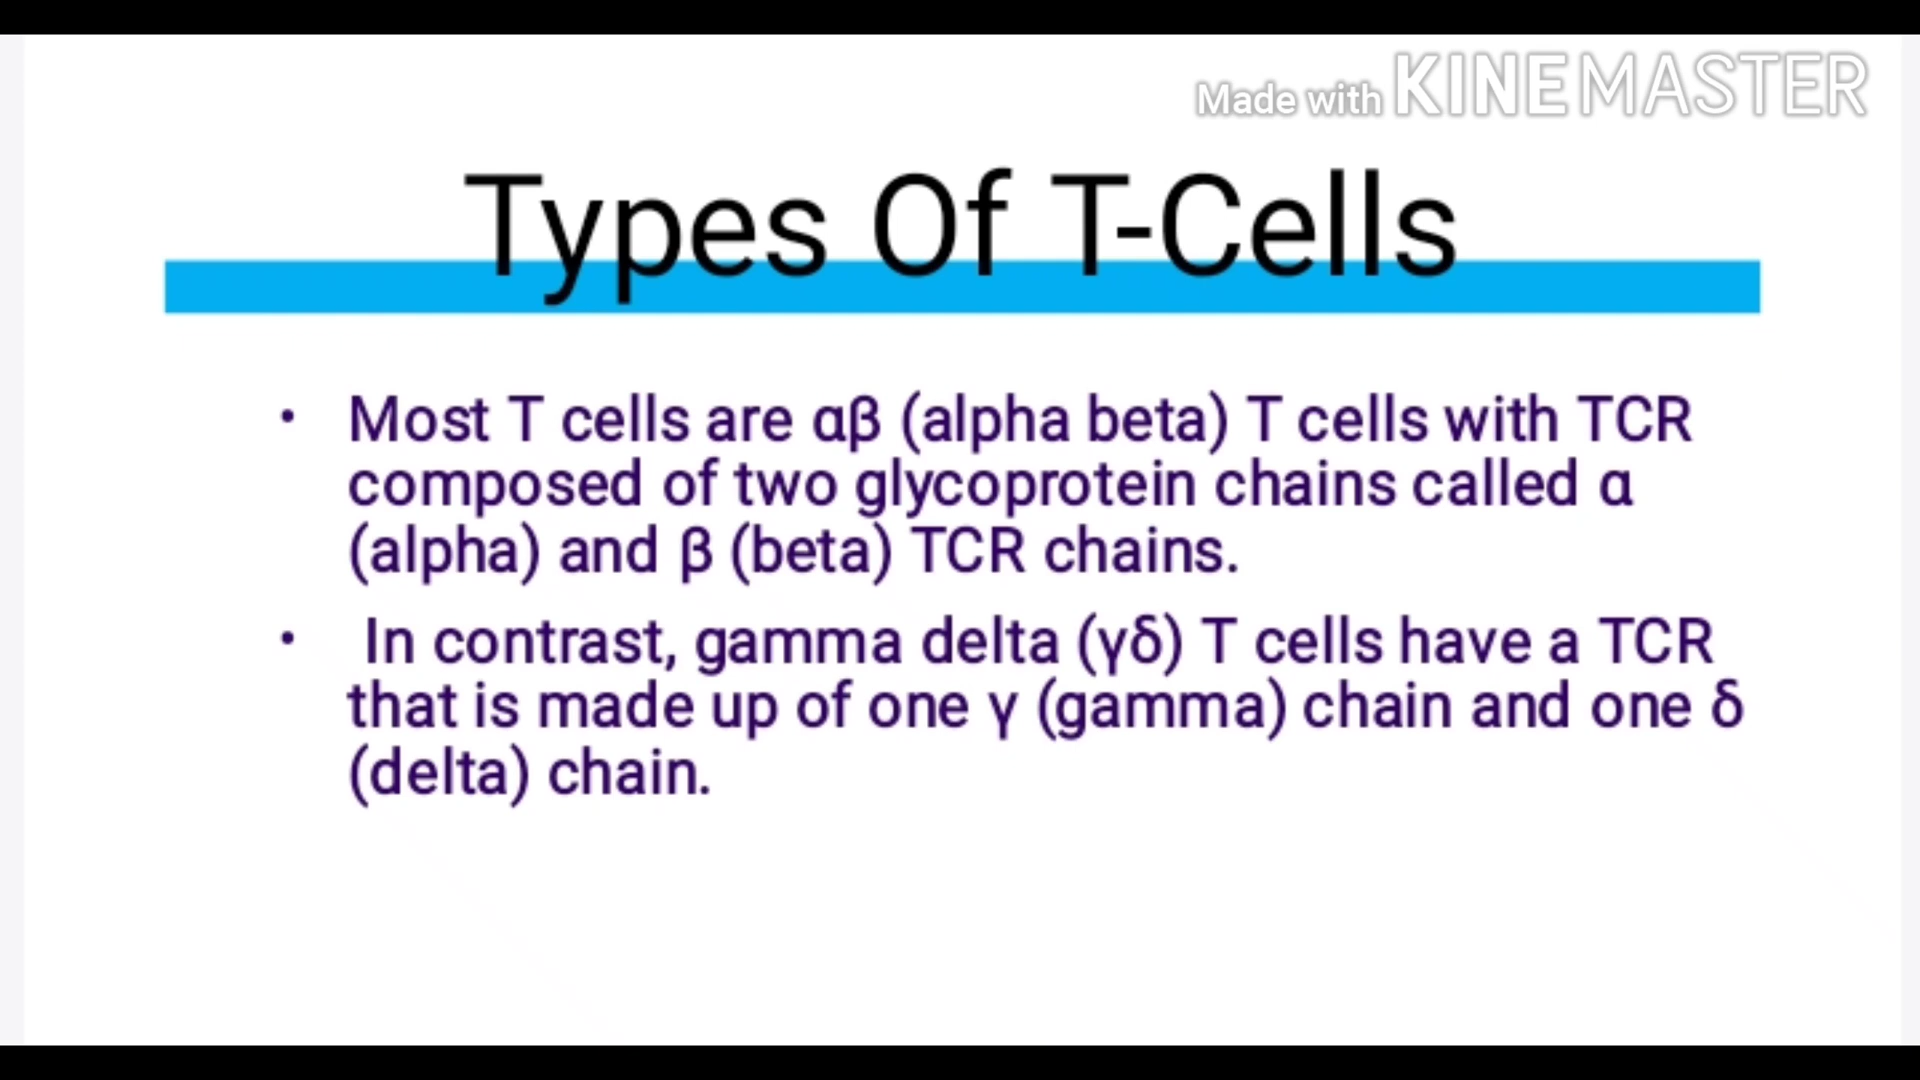 Made with KINEMASTER
Types Of T-Cells
• Most T cells are αβ (alpha beta) T cells with TCR
composed of two glycoprotein chains called α
(alpha) and β (beta) TCR chains.
• In contrast, gamma delta (γδ) T cells have a TCR
that is made up of one γ (gamma) chain and one δ
(delta) chain.